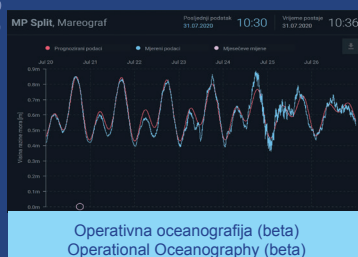 MP Split, Mareograf
Posljednji podatak
31.07.2020
10:30
Vrijeme postaje
31.07.2020
10:36
Prognozirani podaci
Mjereni podaci
Mjesečeve mijene
Jul 20 Jul 21 Jul 22 Jul 23 Jul 24 Jul 25 Jul 26
0.9m
0.8m
0.7m
0.6m
0.5m
0.4m
0.3m
0.2m
0.1m
0.0m
Operativna oceanografija (beta)
Operational Oceanography (beta)